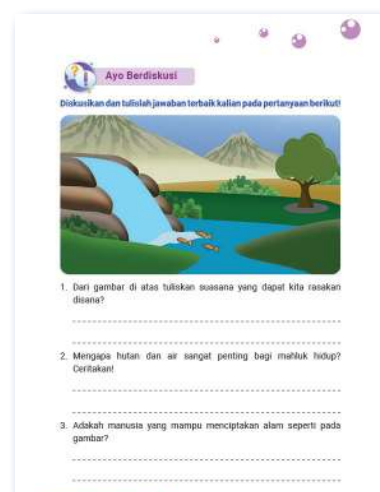 Ayo Berdiskusi
Diskusikan dan tulislah jawaban terbaik kalian pada pertanyaan berikut!
1. Dari gambar di atas tuliskan suasana yang dapat kita rasakan
disana?
2. Mengapa hutan dan air sangat penting bagi mahluk hidup?
Ceritakan!
3. Adakah manusia yang mampu menciptakan alam seperti pada
gambar?